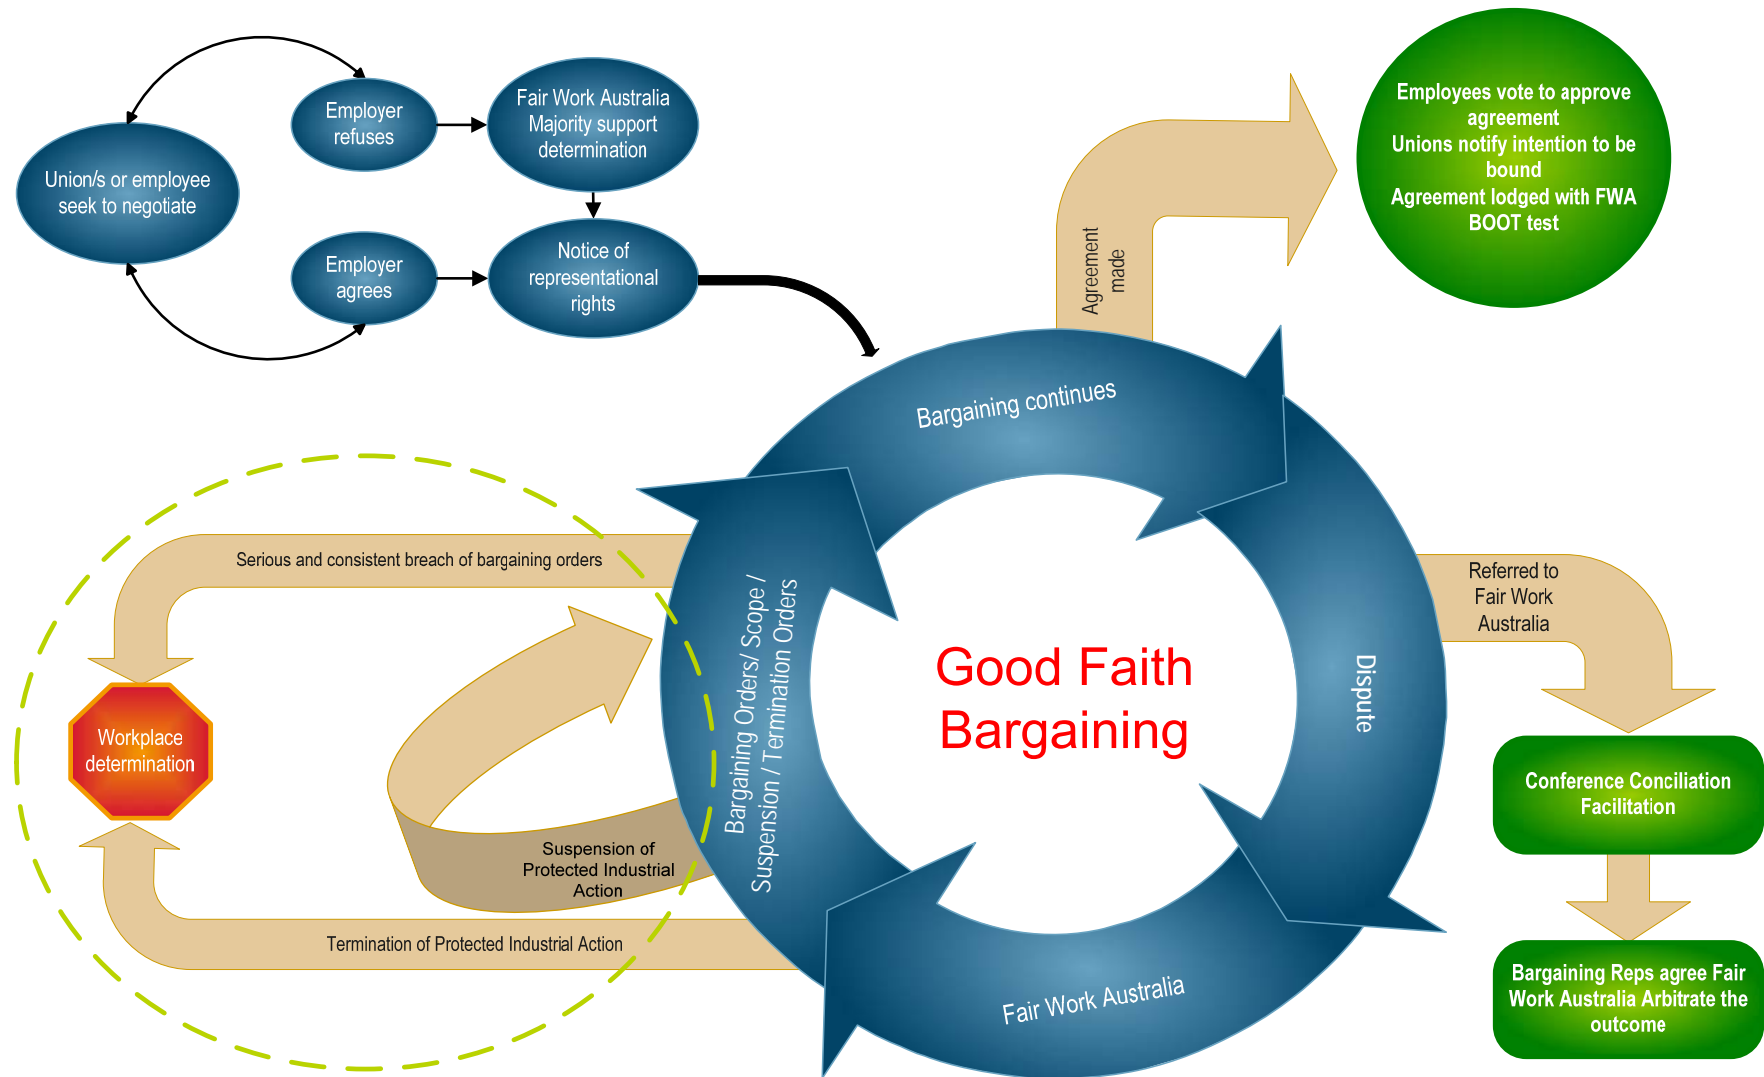 Employer
refuses
Fair Work Australia
Majority support
determination
Union/s or employee
seek to negotiate
Employer
agrees
Notice of
representational
rights
Employees vote to approve
agreement
Unions notify intention to be
bound
Agreement lodged with FWA
BOOT test
Agreement
made
Bargaining continues
Serious and consistent breach of bargaining orders
Referred to
Fair Work
Australia
Bargaining Orders/ Scope /
Suspension / Termination Orders
Good Faith
Bargaining
Dispute
Workplace
determination
Conference Conciliation
Facilitation
Suspension of
Protected Industrial
Action
Termination of Protected Industrial Action
Fair Work Australia
Bargaining Reps agree Fair
Work Australia Arbitrate the
outcome